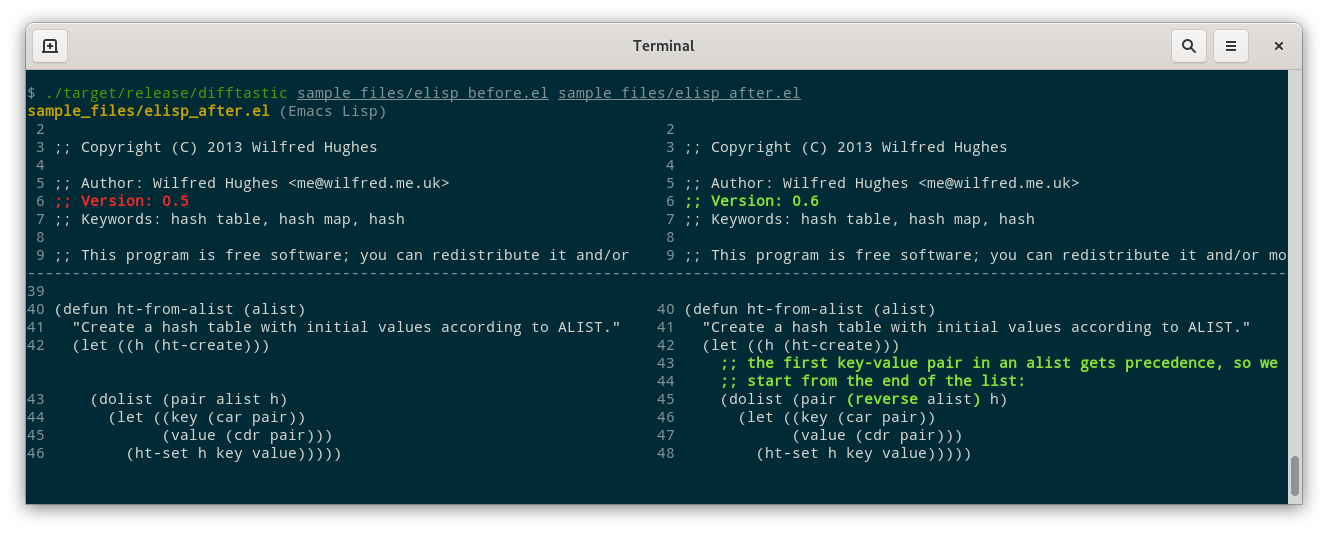 Terminal
$ ./target/release/difftastic sample_files/elisp_before.el sample_files/elisp_after.el
sample_files/elisp_after.el (Emacs Lisp)
2 2
3 ;; Copyright (C) 2013 Wilfred Hughes 3 ;; Copyright (C) 2013 Wilfred Hughes
4 4
5 ;; Author: Wilfred Hughes <me@wilfred.me.uk> 5 ;; Author: Wilfred Hughes <me@wilfred.me.uk>
6 ;; Version: 0.5 6 ;; Version: 0.6
7 ;; Keywords: hash table, hash map, hash 7 ;; Keywords: hash table, hash map, hash
8 8
9 ;; This program is free software; you can redistribute it and/or 9 ;; This program is free software; you can redistribute it and/or mo
--------------------------------------------------------------------------------------------------------------------------------------------
39
40 (defun ht-from-alist (alist) 40 (defun ht-from-alist (alist)
41   "Create a hash table with initial values according to ALIST." 41   "Create a hash table with initial values according to ALIST."
42   (let ((h (ht-create))) 42   (let ((h (ht-create)))
43     ;; the first key-value pair in an alist gets precedence, so we
44     ;; start from the end of the list:
43     (dolist (pair alist h) 45     (dolist (pair (reverse alist) h)
44       (let ((key (car pair)) 46       (let ((key (car pair))
45             (value (cdr pair))) 47             (value (cdr pair)))
46         (ht-set h key value))))) 48         (ht-set h key value)))))